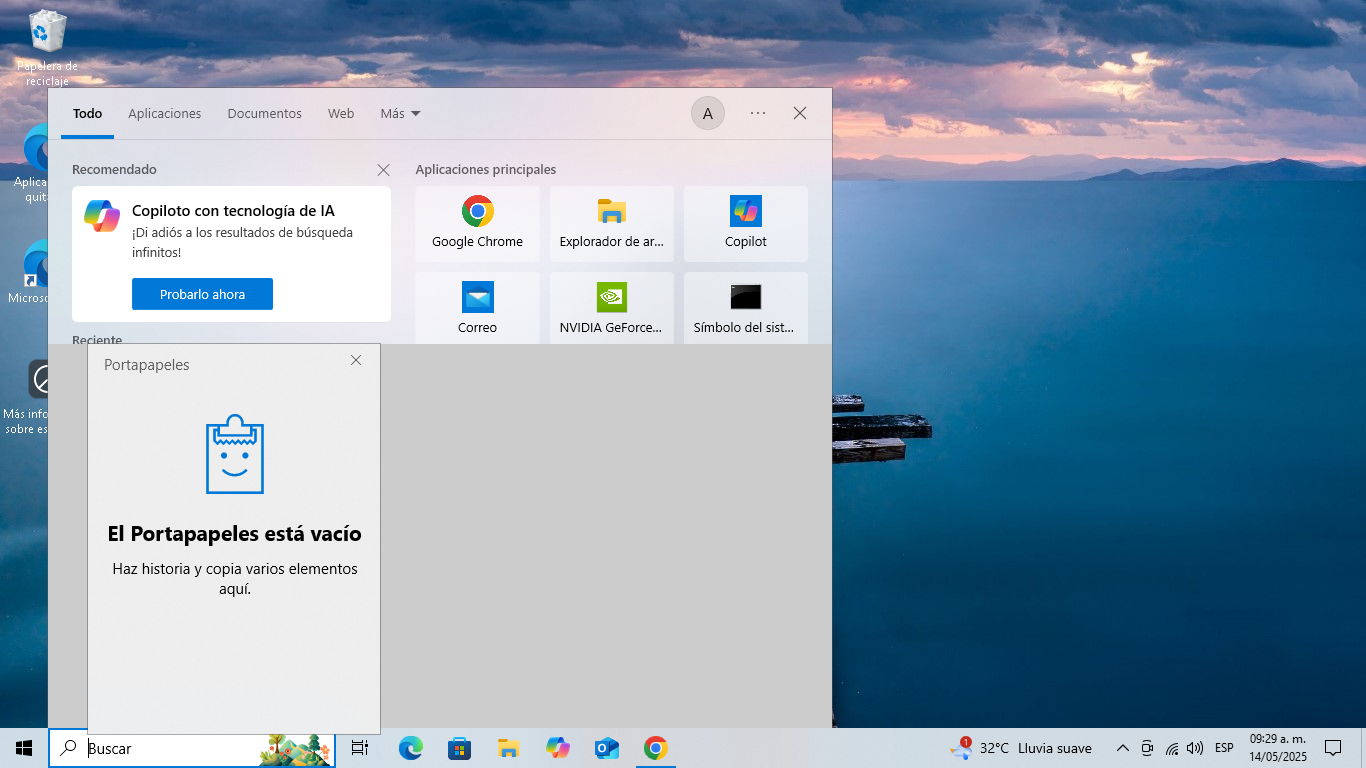 Papelera de
reciclaje
Todo
Aplicaciones
Documentos
Web
Más
A
Recomendado
Aplicaciones principales
Copiloto con tecnología de IA
¡Di adiós a los resultados de búsqueda
infinitos!
Probarlo ahora
Google Chrome
Explorador de ar...
Copilot
Correo
NVIDIA GeForce...
Símbolo del sist...
Reciente
Aplica
quit
Micros
Más info
sobre es
Portapapeles
El Portapapeles está vacío
Haz historia y copia varios elementos
aquí.
Buscar
1
32°C Lluvia suave
ESP
09:29 a. m.
14/05/2025